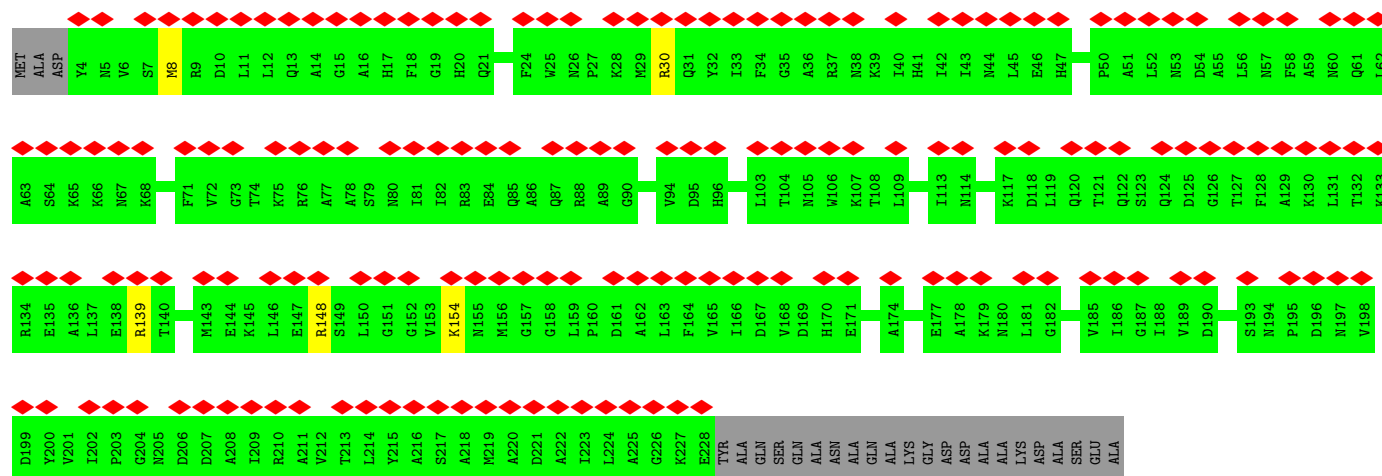 MET ALA ASP Y4 N5 V6 S7 M8 R9 D10 L11 L12 Q13 A14 G15 A16 H17 F18 G19 H20 Q21 F24 W25 N26 P27 K28 M29 R30 Q31 Y32 I33 F34 G35 A36 R37 N38 K39 I40 H41 I42 I43 N44 L45 E46 H47 P50 A51 L52 N53 D54 A55 L56 N57 F58 A59 N60 Q61 L62
A63 S64 K65 K66 N67 K68 F71 V72 G73 T74 K75 R76 A77 A78 S79 N80 I81 I82 R83 E84 Q85 A86 Q87 R88 A89 G90 V94 D95 H96 L103 T104 N105 W106 K107 T108 L109 I113 N114 K117 D118 L119 Q120 T121 Q122 S123 Q124 D125 G126 T127 F128 A129 K130 L131 T132 K133
R134 E135 A136 L137 E138 R139 T140 M143 E144 K145 L146 E147 R148 S149 L150 G151 G152 V153 K154 N155 M156 G157 G158 L159 P160 D161 A162 L163 F164 V165 I166 D167 V168 D169 H170 E171 A174 E177 A178 K179 N180 L181 G182 V185 I186 G187 I188 V189 D190 S193 N194 P195 D196 N197 V198
D199 Y200 V201 I202 P203 G204 N205 D206 D207 A208 I209 R210 A211 V212 T213 L214 Y215 A216 S217 A218 M219 A220 D221 A222 I223 L224 A225 G226 K227 E228 TYR ALA GLN SER GLN ALA ASN ALA GLN ALA LYS GLY ASP ASP ALA ALA LYS ASP ALA SER GLU ALA